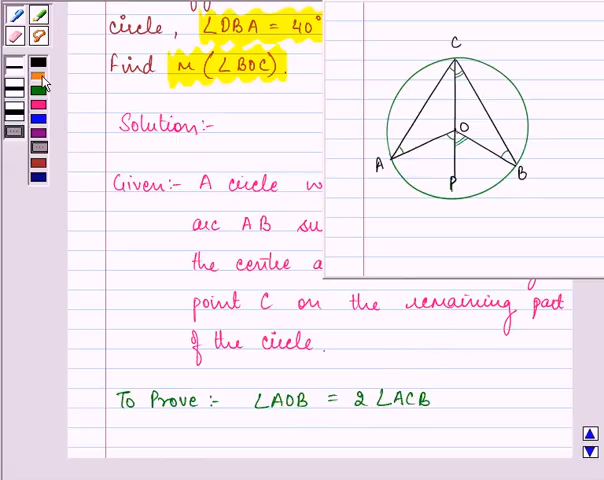 circle, ∠DBA = 40°
find m (∠BOC).
Solution:-
Given:- A circle
arc AB
the centre
point C on the remaining part
of the circle.
To Prove:- ∠AOB = 2 ∠ACB
C
O
A
B
P